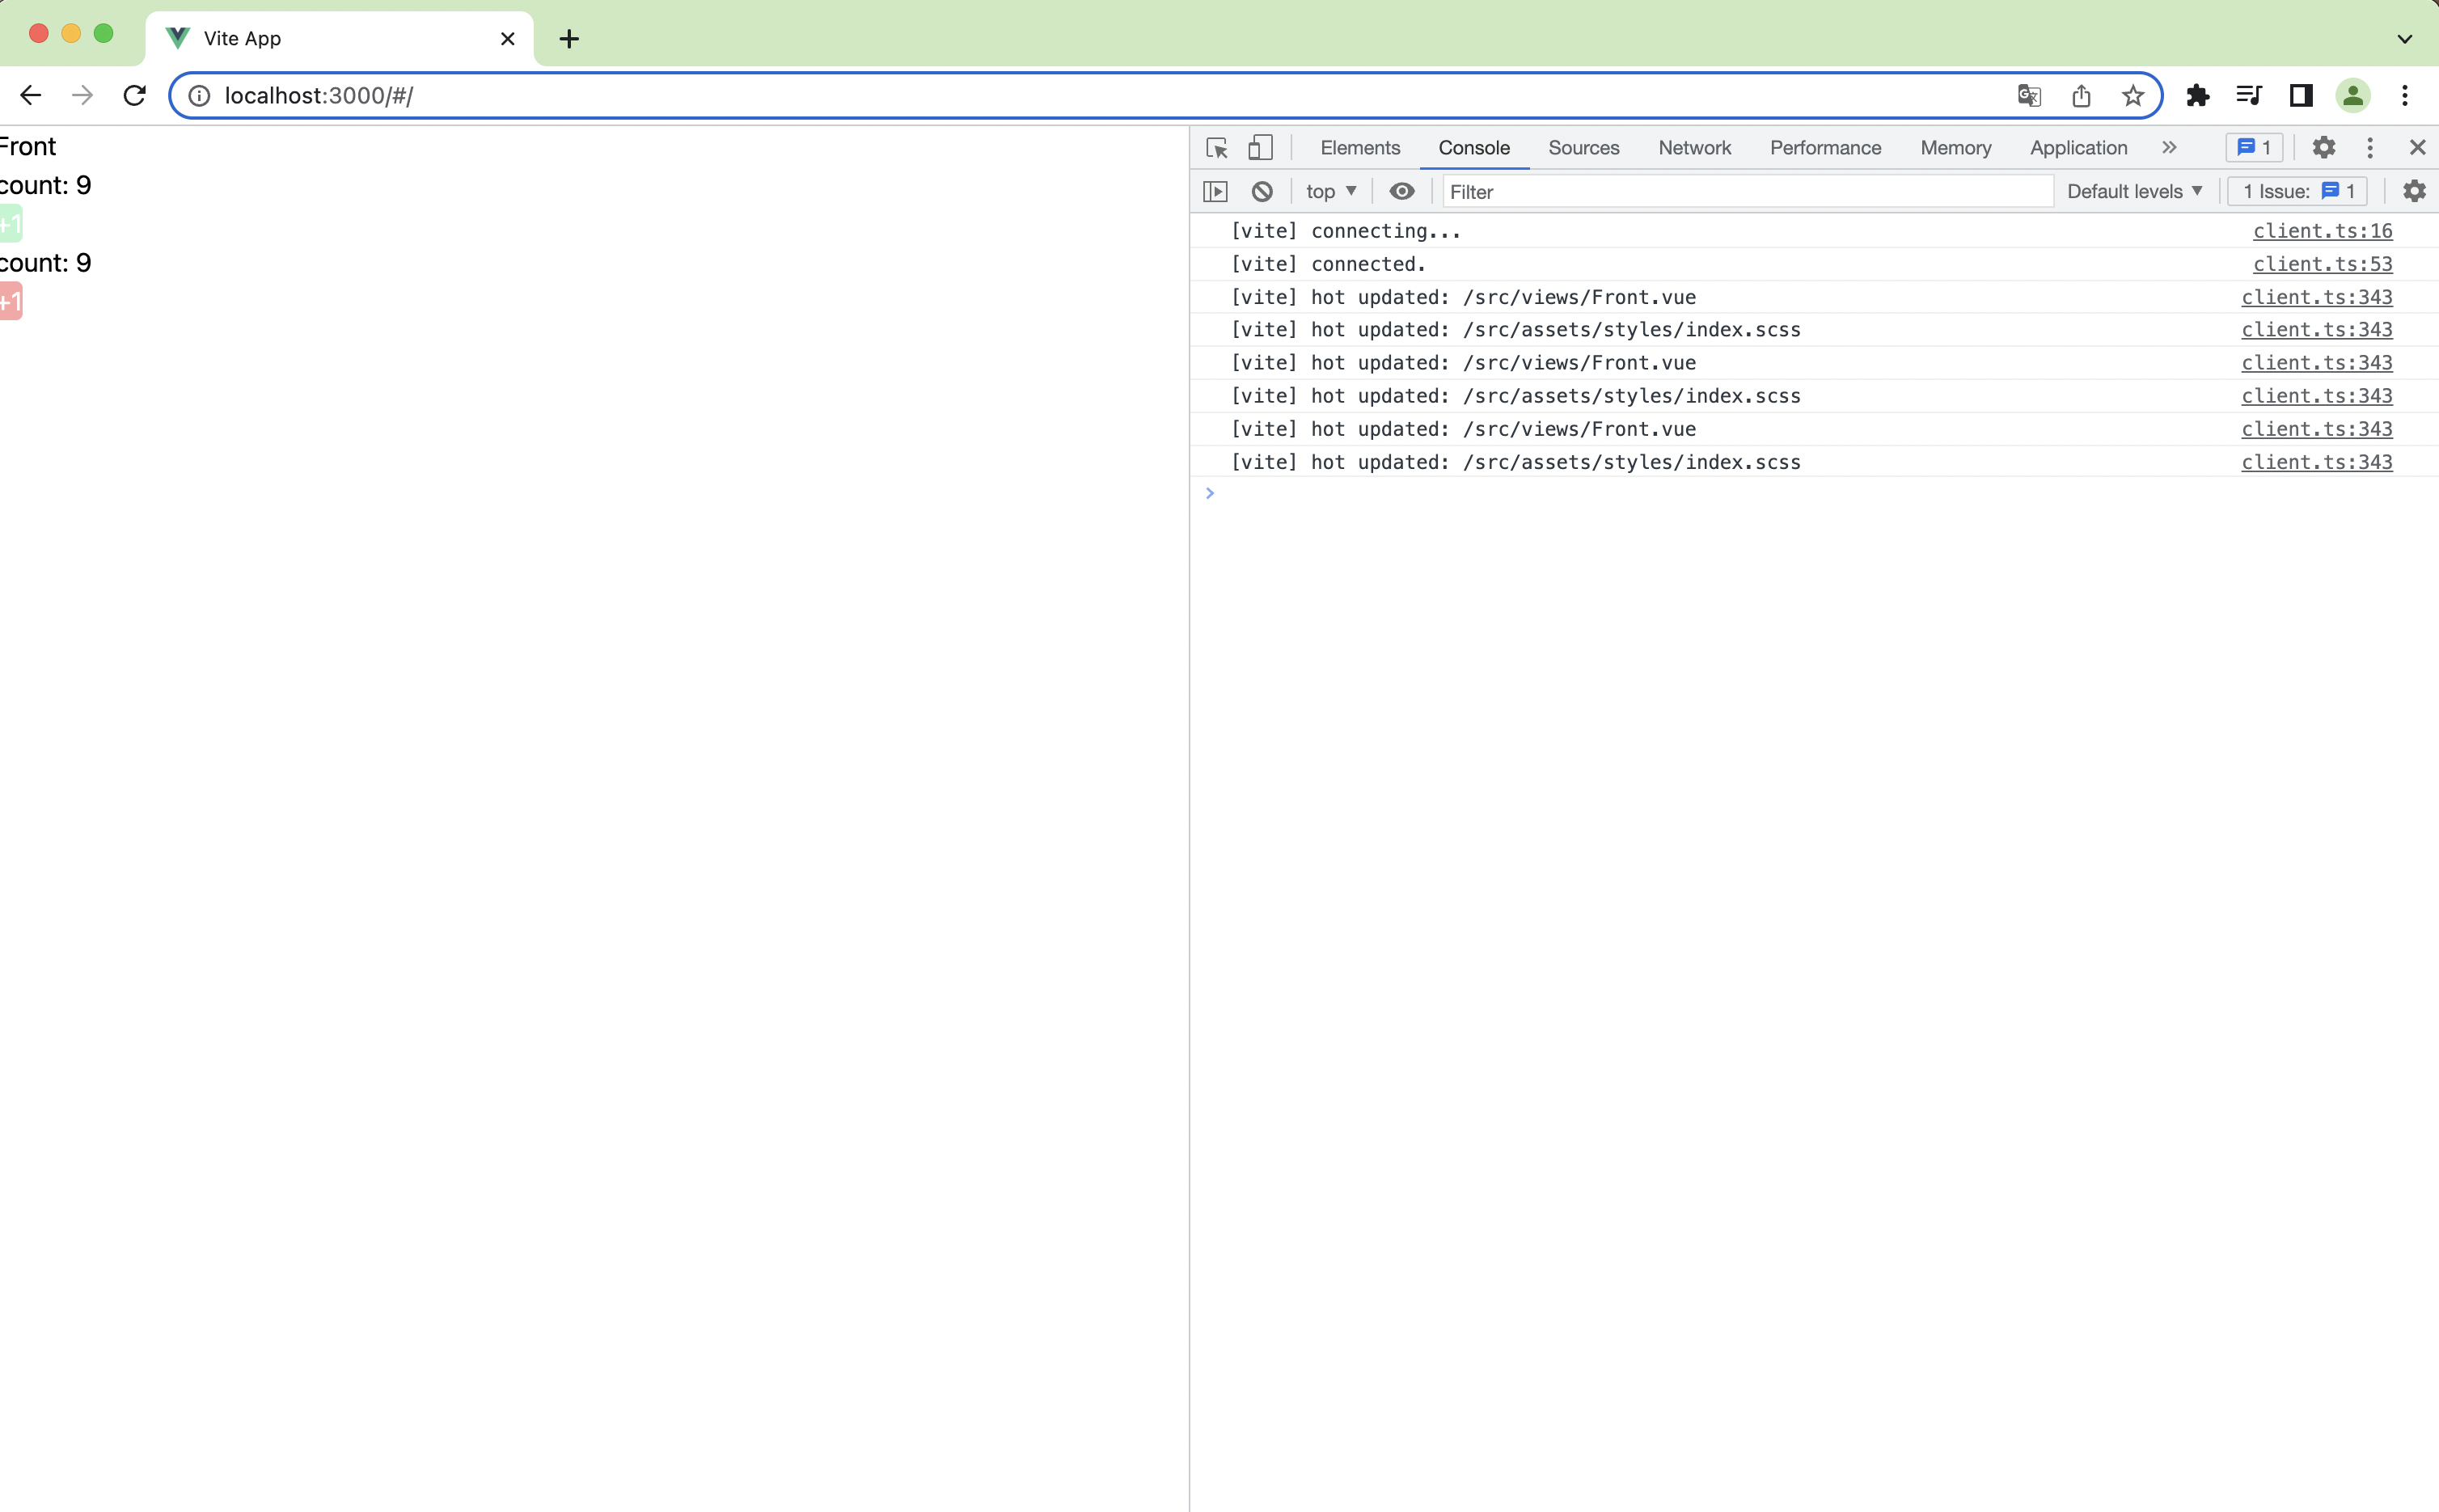 Vite App
localhost:3000/#/
Front
count: 9
+1
count: 9
+1
Elements Console Sources Network Performance Memory Application 1
top Filter Default levels 1 Issue: 1
[vite] connecting... client.ts:16
[vite] connected. client.ts:53
[vite] hot updated: /src/views/Front.vue client.ts:343
[vite] hot updated: /src/assets/styles/index.scss client.ts:343
[vite] hot updated: /src/views/Front.vue client.ts:343
[vite] hot updated: /src/assets/styles/index.scss client.ts:343
[vite] hot updated: /src/views/Front.vue client.ts:343
[vite] hot updated: /src/assets/styles/index.scss client.ts:343